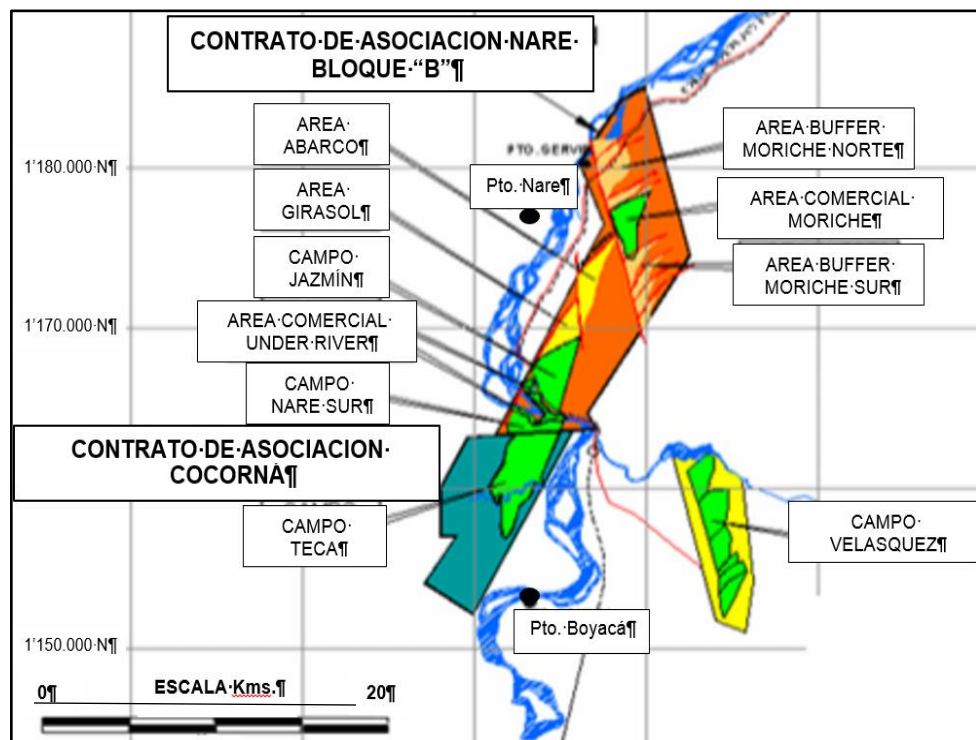 CONTRATO·DE·ASOCIACION·NARE·
BLOQUE·“B”¶
AREA·
ABARCO¶
AREA·
GIRASOL¶
CAMPO·
JAZMÍN¶
AREA·COMERCIAL·
UNDER·RIVER¶
CAMPO·
NARE·SUR¶
CONTRATO·DE·ASOCIACION·
COCORNÁ¶
CAMPO·
TECA¶
PTO. SERVI
Pto.·Nare¶
AREA·BUFFER·
MORICHE·NORTE¶
AREA·COMERCIAL·
MORICHE¶
AREA·BUFFER·
MORICHE·SUR¶
CAMPO·
VELASQUEZ¶
Pto.·Boyacá¶
1’180.000·N¶
1’170.000·N¶
1’150.000·N¶
0¶
ESCALA·Kms.¶
20¶